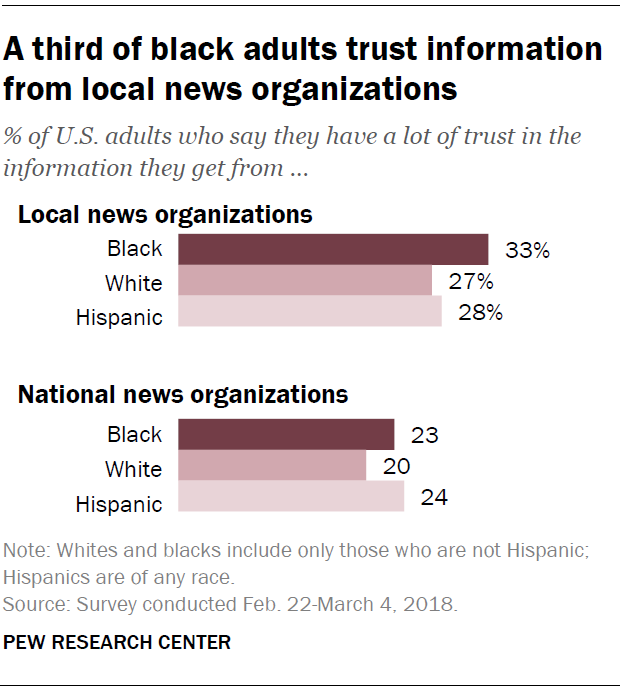 A third of black adults trust information
from local news organizations
% of U.S. adults who say they have a lot of trust in the
information they get from ...
Local news organizations
Black 33%
White 27%
Hispanic 28%
National news organizations
Black 23
White 20
Hispanic 24
Note: Whites and blacks include only those who are not Hispanic;
Hispanics are of any race.
Source: Survey conducted Feb. 22-March 4, 2018.
PEW RESEARCH CENTER